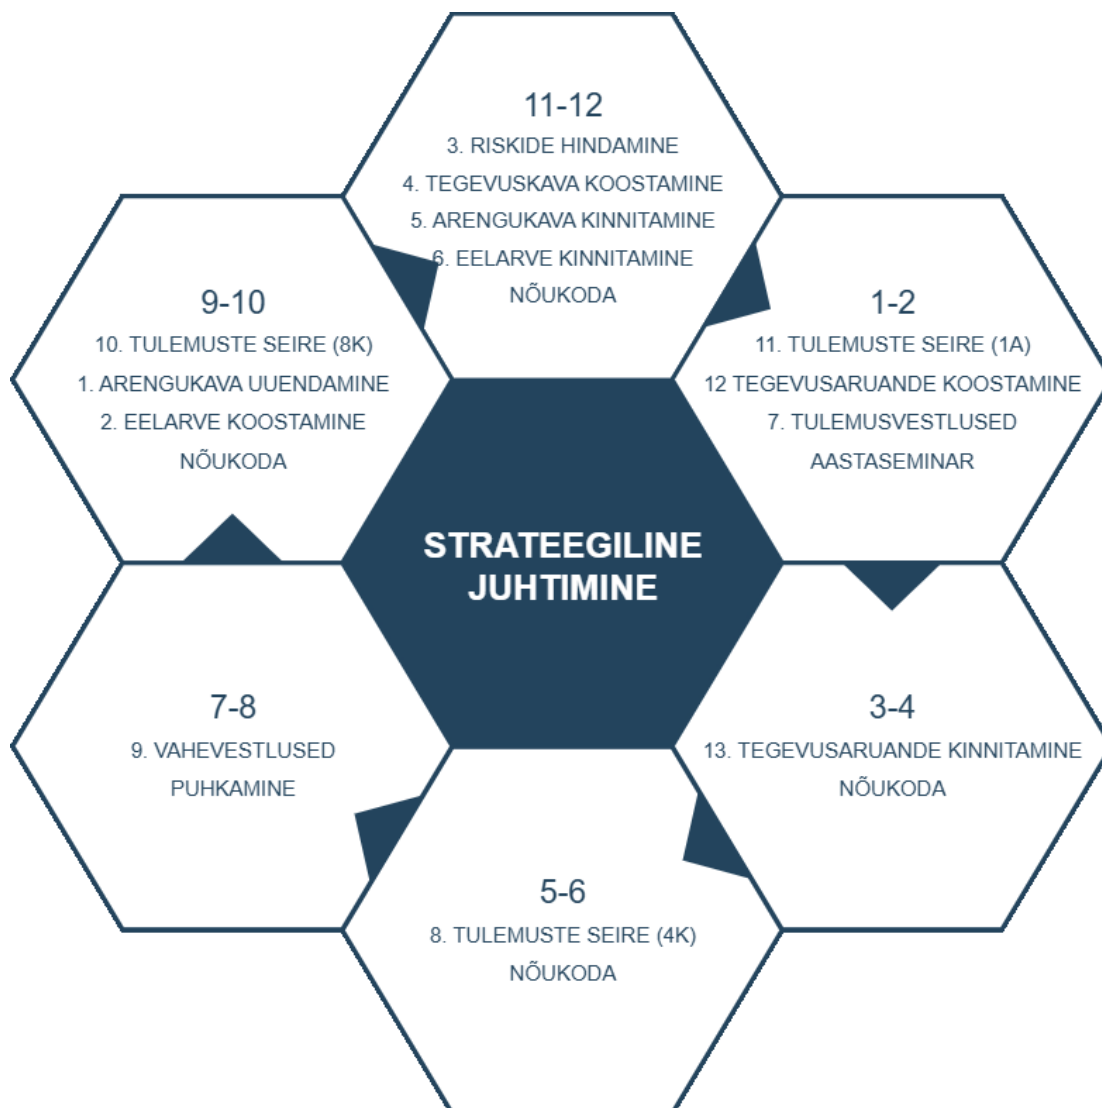 11-12
3. RISKIDE HINDAMINE
4. TEGEVUSKAVA KOOSTAMINE
5. ARENGUKAVA KINNITAMINE
6. EELARVE KINNITAMINE
NÕUKODA
1-2
11. TULEMUSTE SEIRE (1A)
12 TEGEVUSARUANDE KOOSTAMINE
7. TULEMUSVESTLUSED
AASTASEMINAR
3-4
13. TEGEVUSARUANDE KINNITAMINE
NÕUKODA
5-6
8. TULEMUSTE SEIRE (4K)
NÕUKODA
7-8
9. VAHEVESTLUSED
PUHKAMINE
9-10
10. TULEMUSTE SEIRE (8K)
1. ARENGUKAVA UUENDAMINE
2. EELARVE KOOSTAMINE
NÕUKODA
STRATEEGILINE
JUHTIMINE